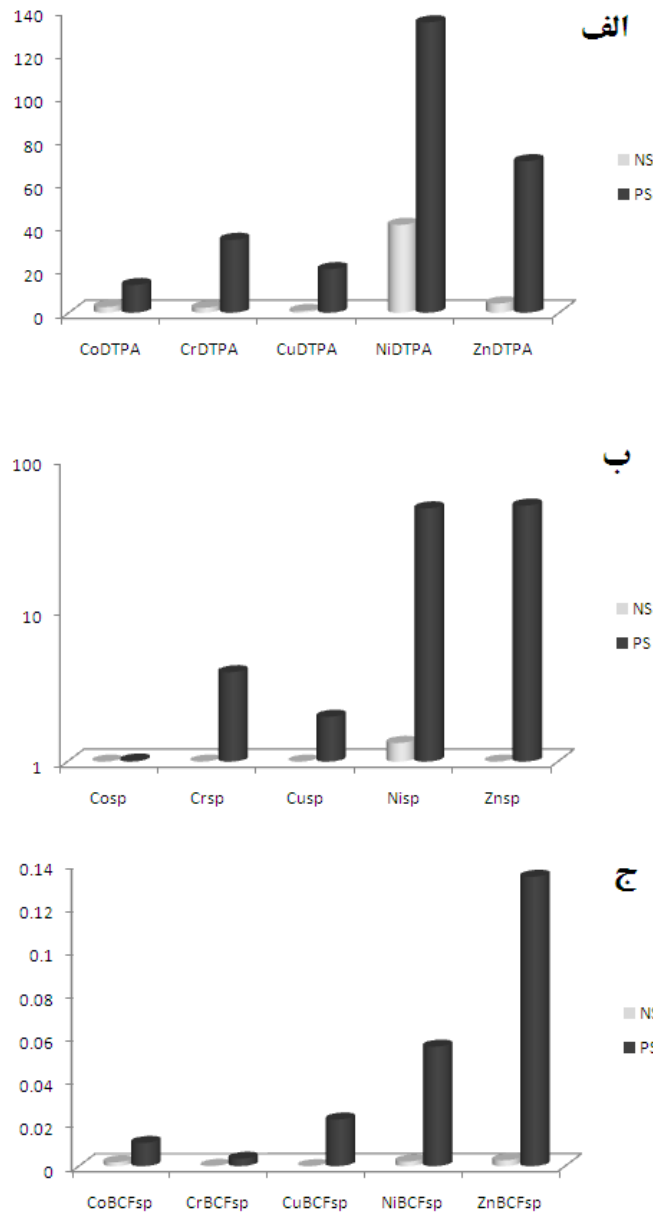 الف
140
120
100
80
60
40
20
0
NS
PS
CoDTPA CrDTPA CuDTPA NiDTPA ZnDTPA
ب
100
10
1
NS
PS
Cosp Crsp Cusp Nisp Znsp
ج
0.14
0.12
0.1
0.08
0.06
0.04
0.02
0
NS
PS
CoBCFsp CrBCFsp CuBCFsp NiBCFsp ZnBCFsp